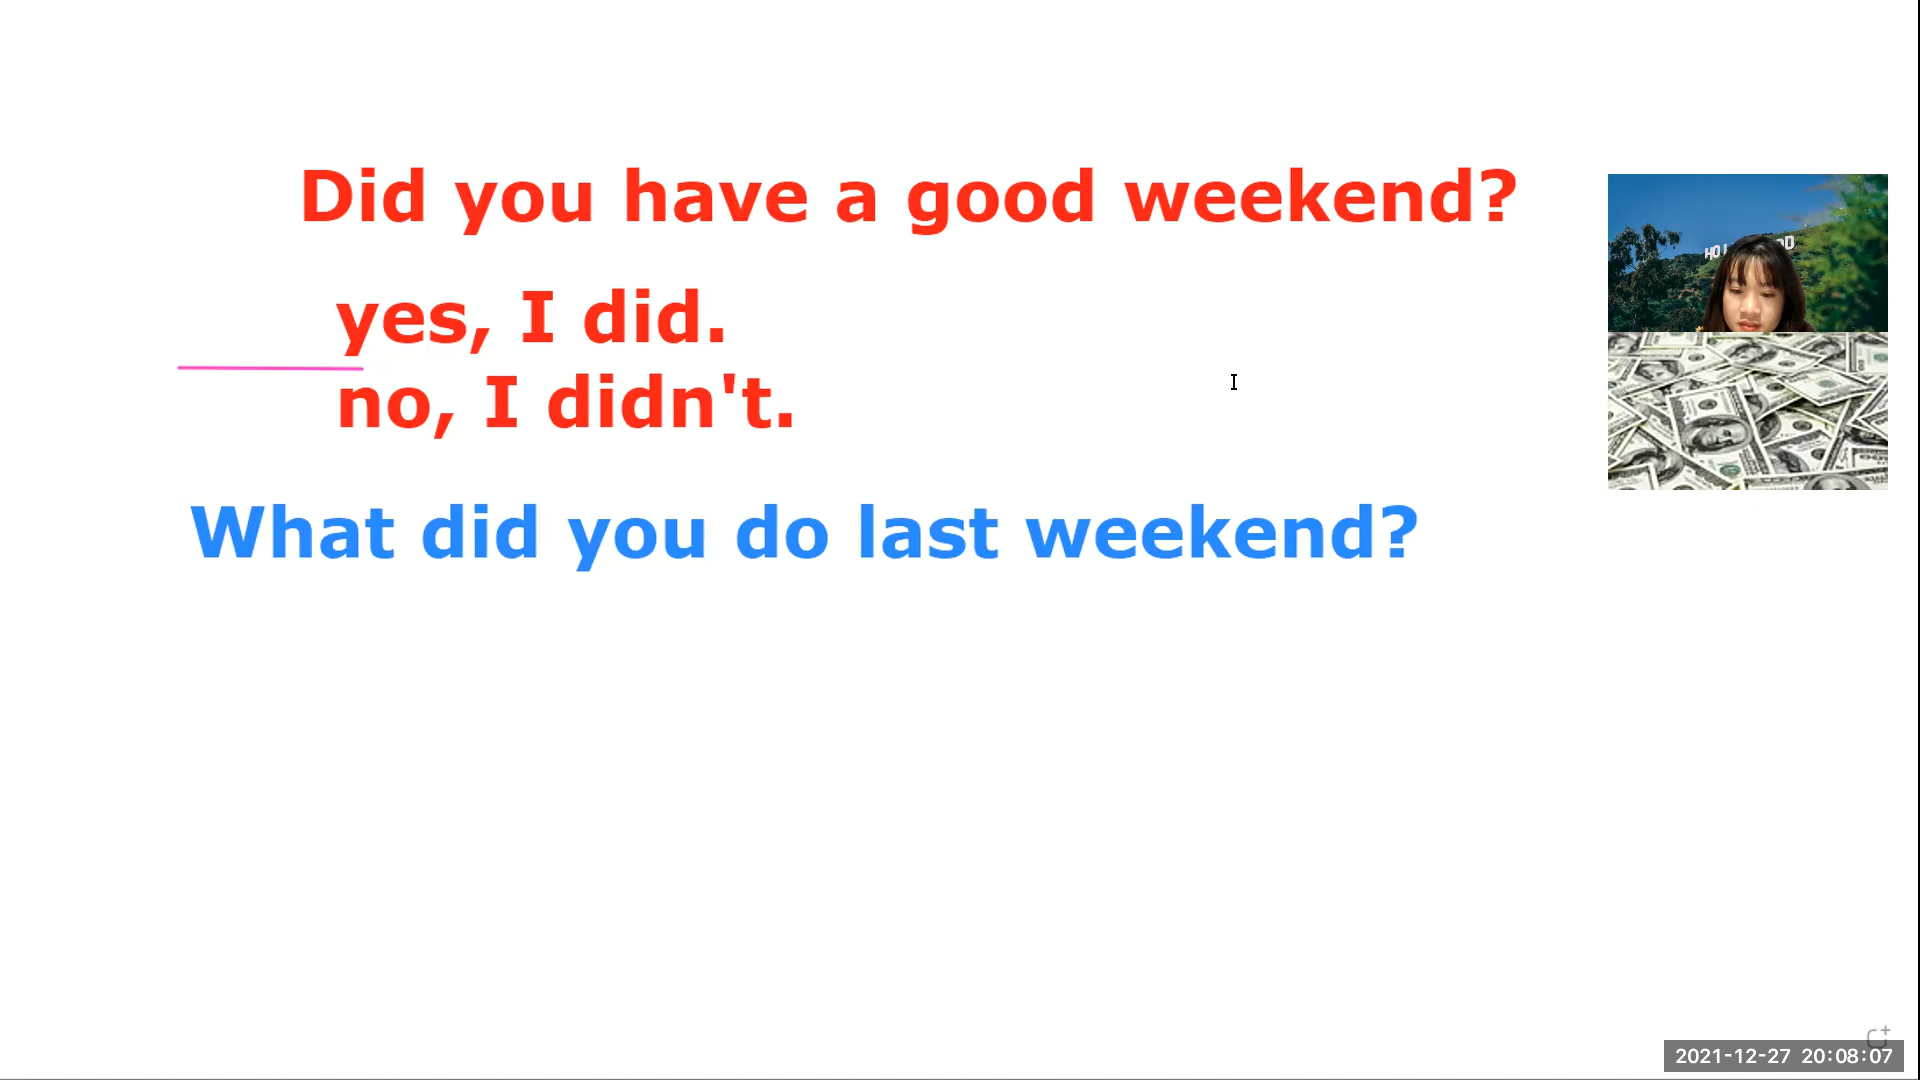 Did you have a good weekend?
yes, I did.
no, I didn't.
What did you do last weekend?
2021-12-27 20:08:07